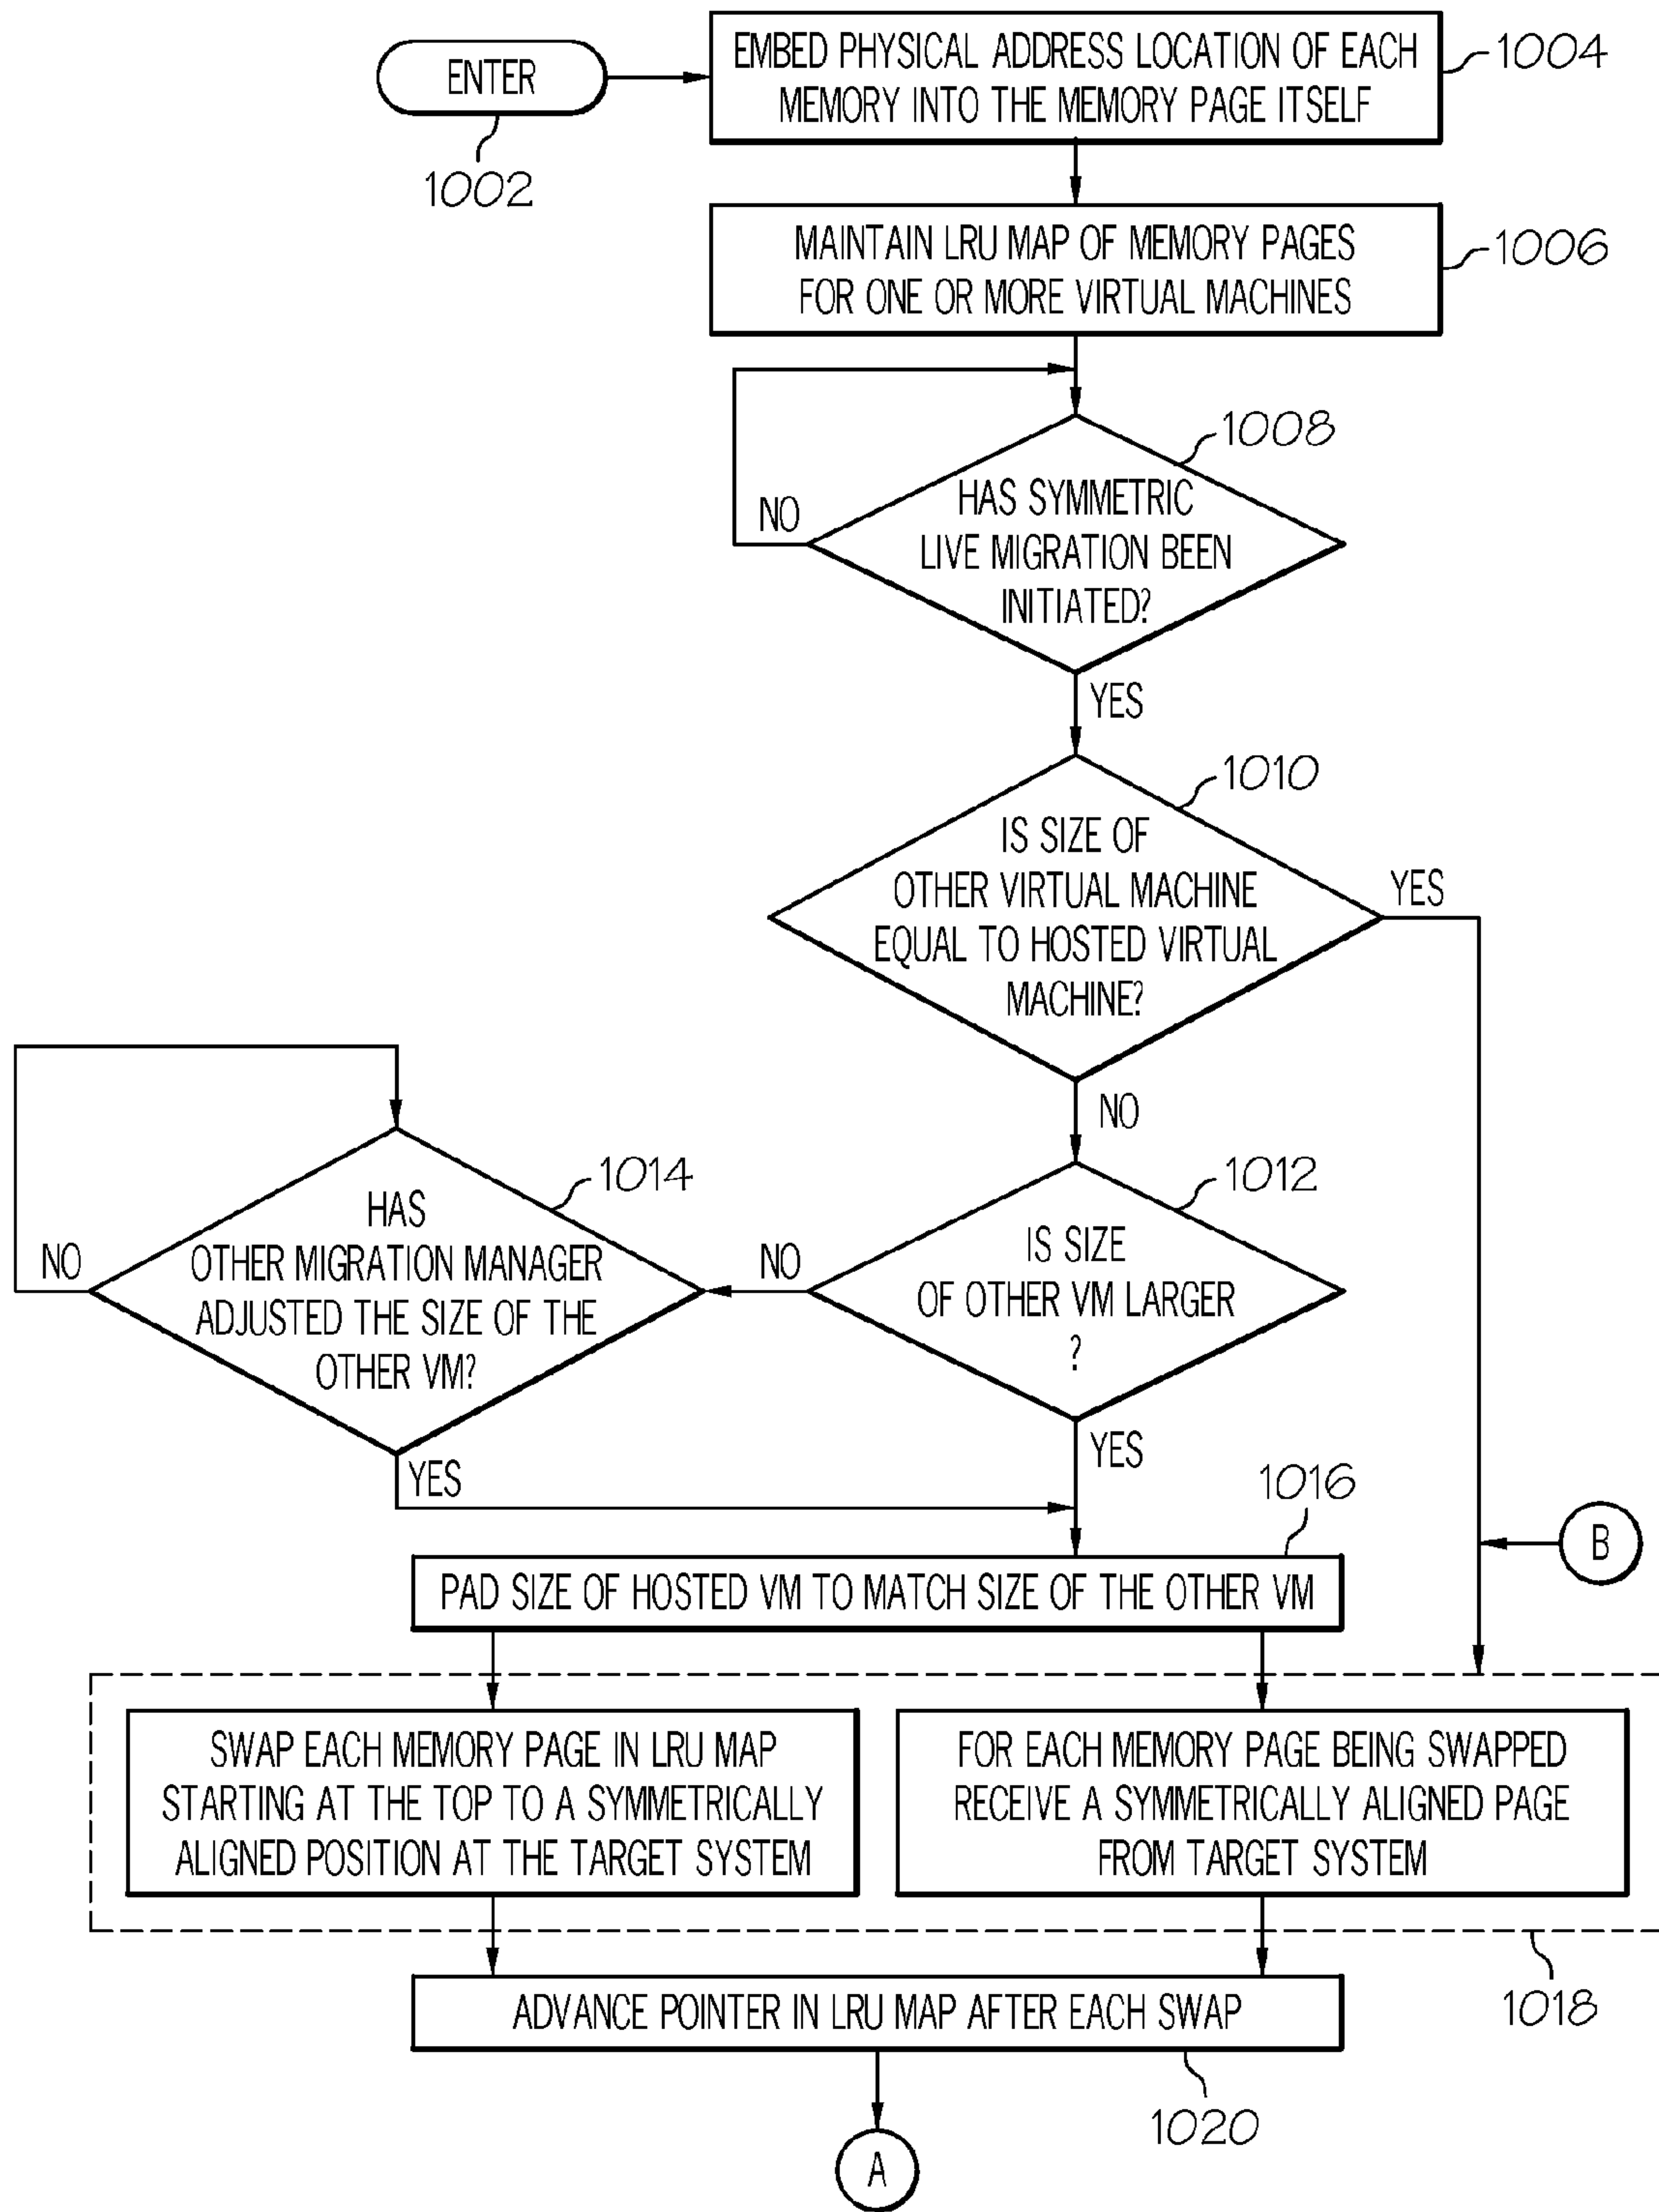 ENTER
1002
EMBED PHYSICAL ADDRESS LOCATION OF EACH
MEMORY INTO THE MEMORY PAGE ITSELF
1004
MAINTAIN LRU MAP OF MEMORY PAGES
FOR ONE OR MORE VIRTUAL MACHINES
1006
1008
HAS SYMMETRIC
LIVE MIGRATION BEEN
INITIATED?
NO
YES
1010
IS SIZE OF
OTHER VIRTUAL MACHINE
EQUAL TO HOSTED VIRTUAL
MACHINE?
YES
NO
1012
IS SIZE
OF OTHER VM LARGER
?
NO
YES
1014
HAS
OTHER MIGRATION MANAGER
ADJUSTED THE SIZE OF THE
OTHER VM?
NO
YES
1016
PAD SIZE OF HOSTED VM TO MATCH SIZE OF THE OTHER VM
B
SWAP EACH MEMORY PAGE IN LRU MAP
STARTING AT THE TOP TO A SYMMETRICALLY
ALIGNED POSITION AT THE TARGET SYSTEM
FOR EACH MEMORY PAGE BEING SWAPPED
RECEIVE A SYMMETRICALLY ALIGNED PAGE
FROM TARGET SYSTEM
1018
ADVANCE POINTER IN LRU MAP AFTER EACH SWAP
1020
A